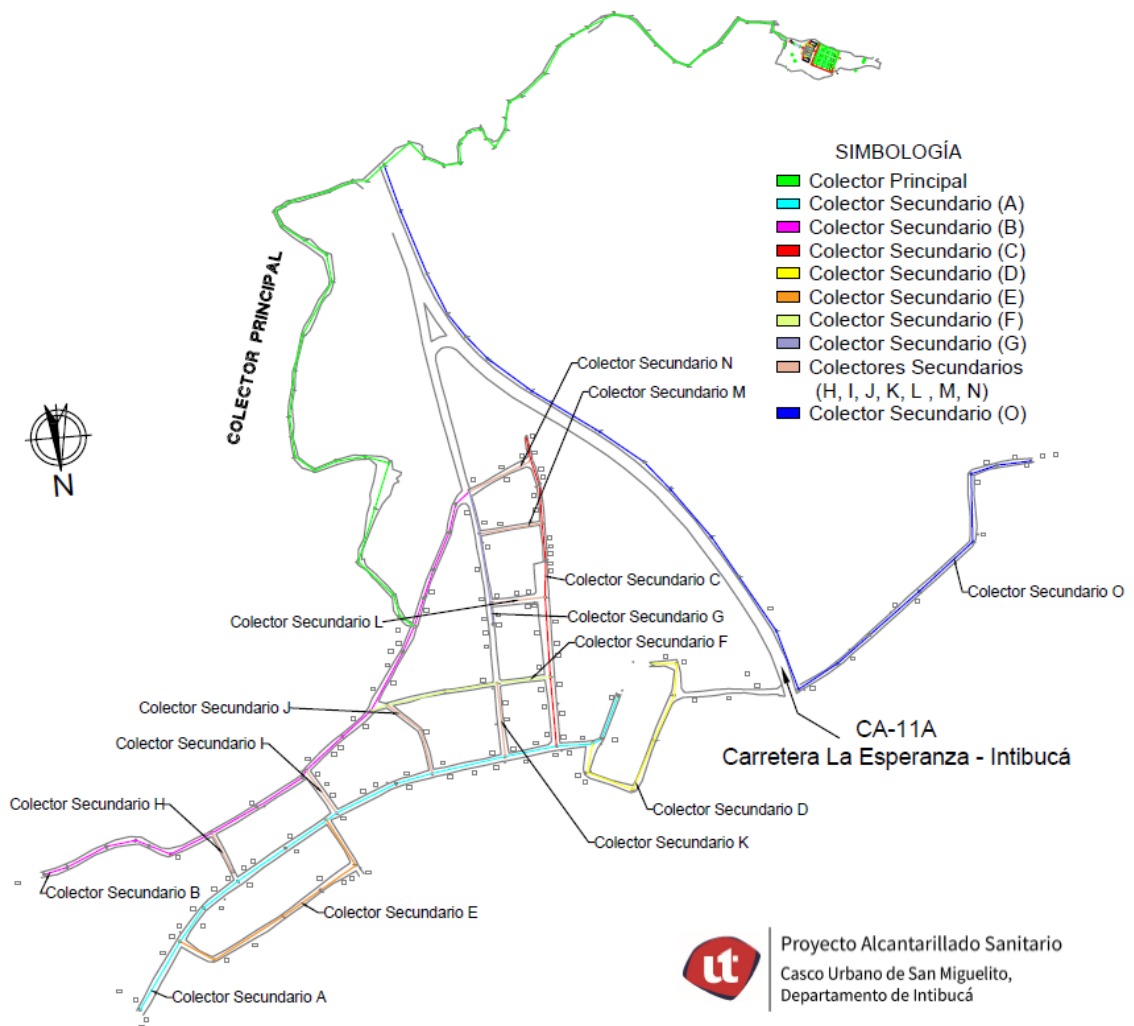 SIMBOLOGÍA
Colector Principal
Colector Secundario (A)
Colector Secundario (B)
Colector Secundario (C)
Colector Secundario (D)
Colector Secundario (E)
Colector Secundario (F)
Colector Secundario (G)
Colectores Secundarios
(H, I, J, K, L , M, N)
Colector Secundario (O)
COLECTOR PRINCIPAL
N
Colector Secundario N
Colector Secundario M
Colector Secundario C
Colector Secundario O
Colector Secundario L
Colector Secundario G
Colector Secundario F
Colector Secundario J
Colector Secundario I
CA-11A
Carretera La Esperanza - Intibucá
Colector Secundario H
Colector Secundario D
Colector Secundario K
Colector Secundario B
Colector Secundario E
Colector Secundario A
ut
Proyecto Alcantarillado Sanitario
Casco Urbano de San Miguelito,
Departamento de Intibucá